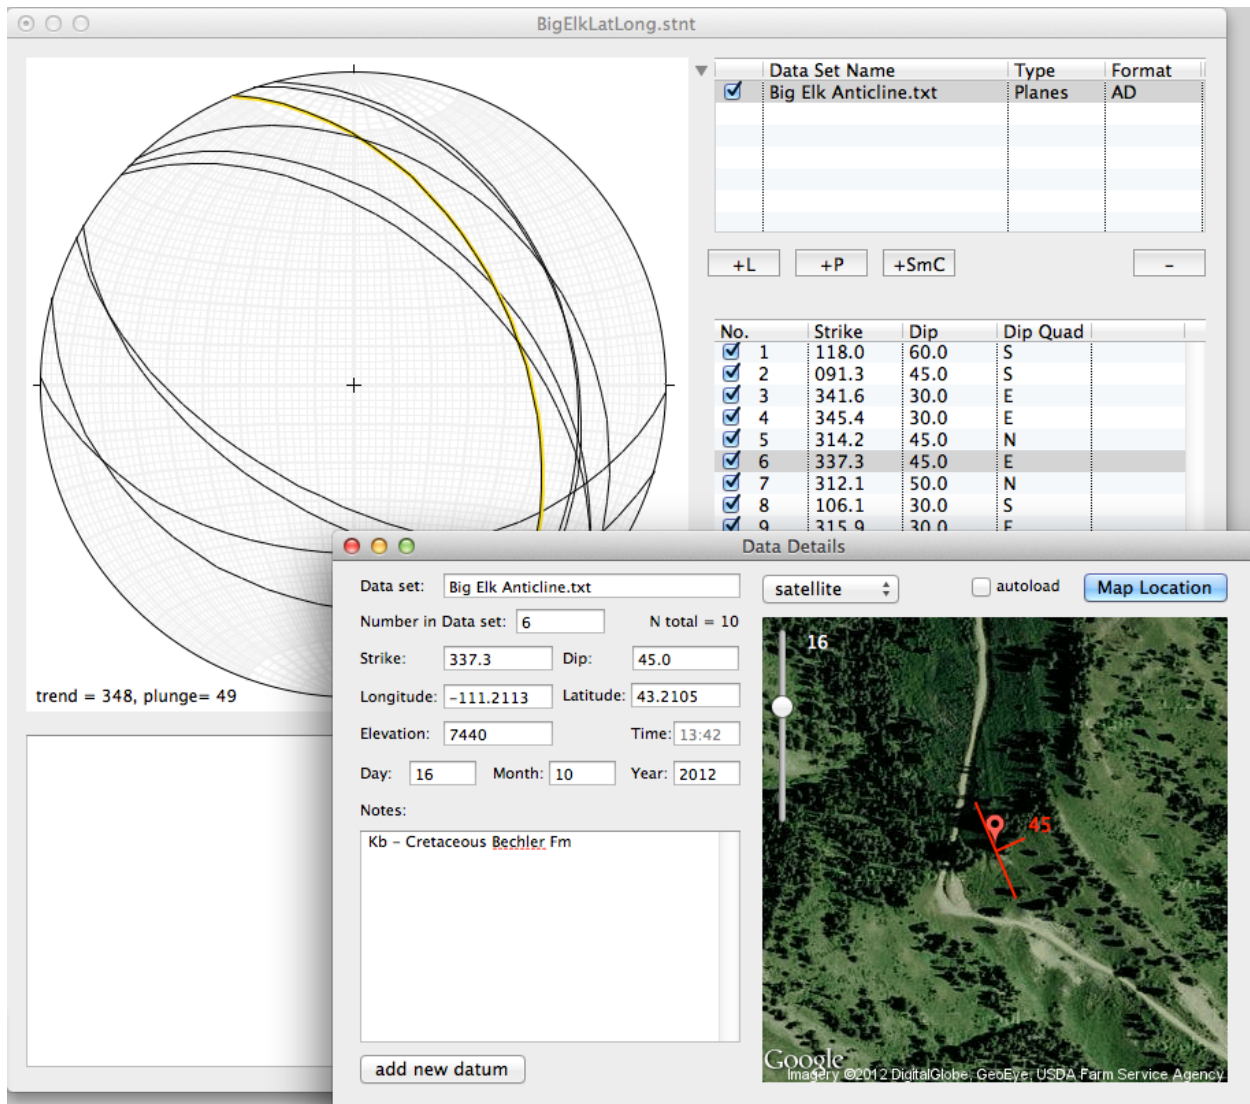 BigElkLatLong.stnt
Data Set Name Type Format
Big Elk Anticline.txt Planes AD
+L +P +SmC -
No. Strike Dip Dip Quad
1 118.0 60.0 S
2 091.3 45.0 S
3 341.6 30.0 E
4 345.4 30.0 E
5 314.2 45.0 N
6 337.3 45.0 E
7 312.1 50.0 N
8 106.1 30.0 S
9 315.9 30.0 E
trend = 348, plunge= 49
Data Details
Data set: Big Elk Anticline.txt
Number in Data set: 6 N total = 10
Strike: 337.3 Dip: 45.0
Longitude: -111.2113 Latitude: 43.2105
Elevation: 7440 Time: 13:42
Day: 16 Month: 10 Year: 2012
Notes:
Kb - Cretaceous Bechler Fm
add new datum
satellite autoload Map Location
16
45
Google
Imagery ©2012 DigitalGlobe, GeoEye, USDA Farm Service Agency